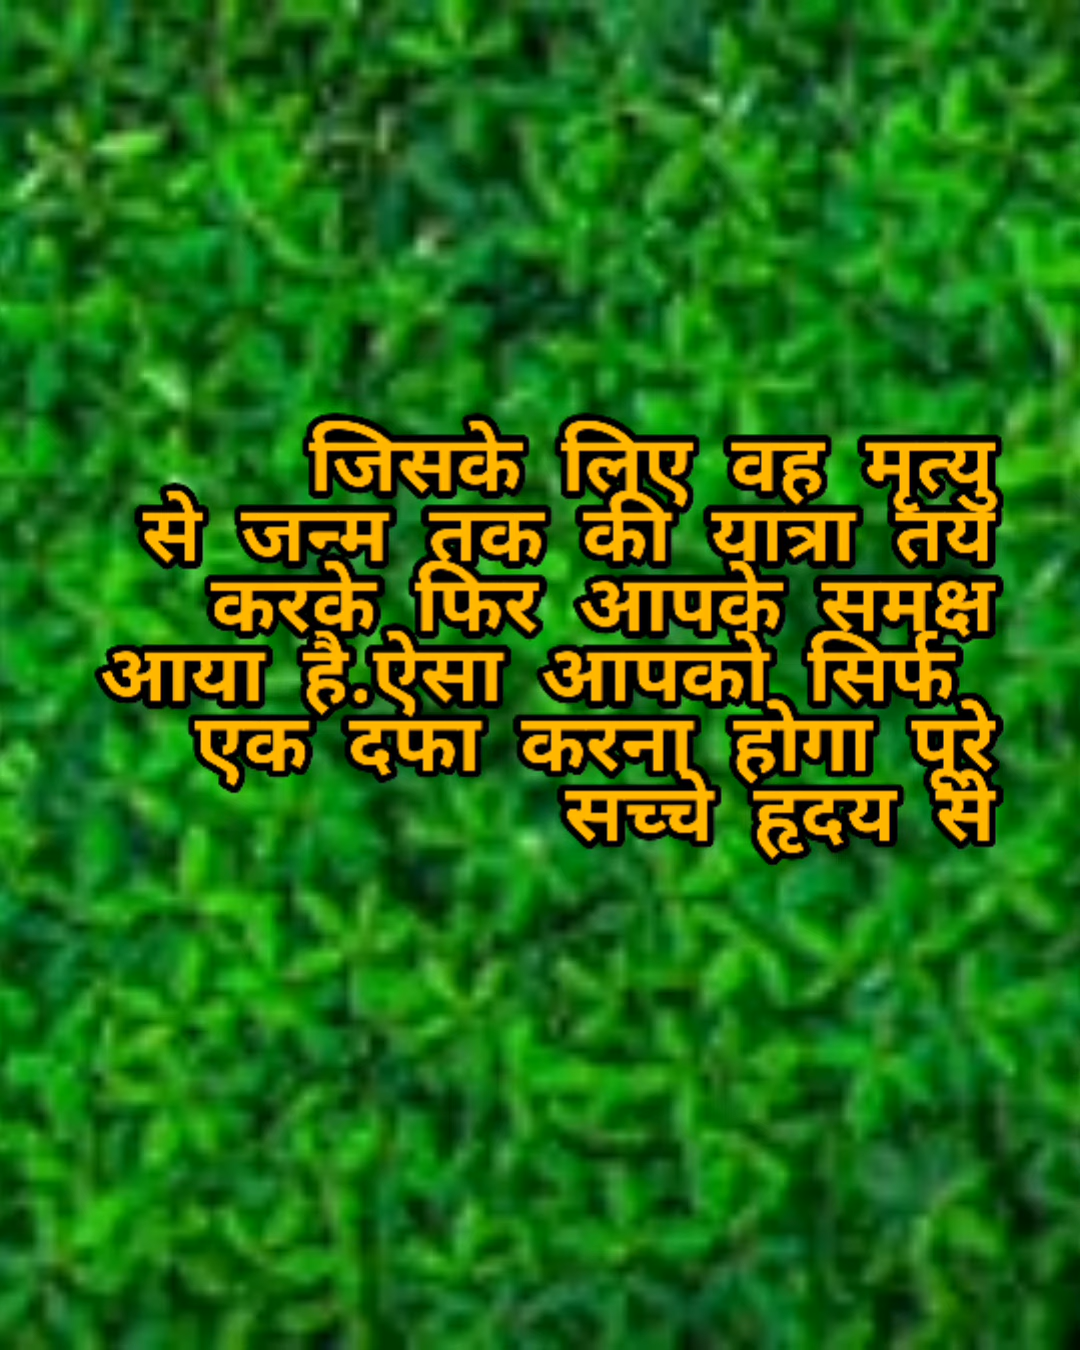 जिसके लिए वह मृत्यु
से जन्म तक की यात्रा तय
करके फिर आपके समक्ष
आया है.ऐसा आपको सिर्फ
एक दफा करना होगा पूरे
सच्चे हृदय से